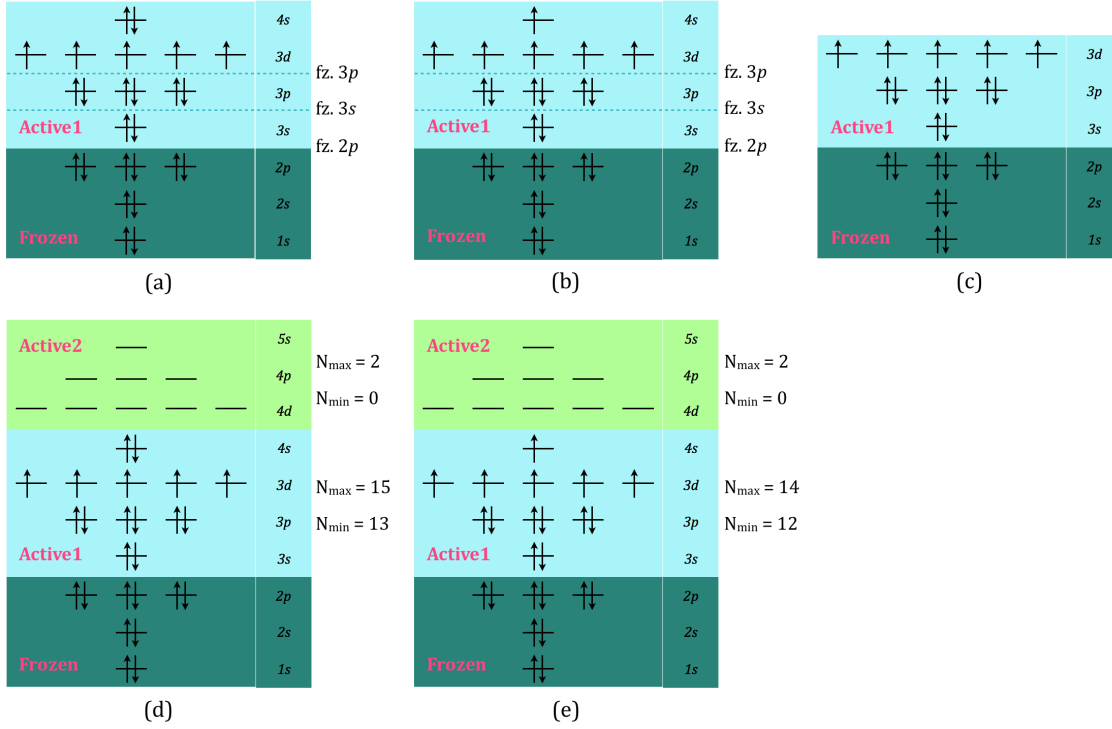 4s
3d
fz. 3p
3p
fz. 3s
Active1
3s
fz. 2p
2p
2s
Frozen
1s
(a)
4s
3d
fz. 3p
3p
fz. 3s
Active1
3s
fz. 2p
2p
2s
Frozen
1s
(b)
3d
3p
Active1
3s
2p
2s
Frozen
1s
(c)
Active2
5s
Nmax = 2
4p
Nmin = 0
4d
4s
Nmax = 15
3d
3p
Nmin = 13
Active1
3s
2p
2s
Frozen
1s
(d)
Active2
5s
Nmax = 2
4p
Nmin = 0
4d
4s
Nmax = 14
3d
3p
Nmin = 12
Active1
3s
2p
2s
Frozen
1s
(e)